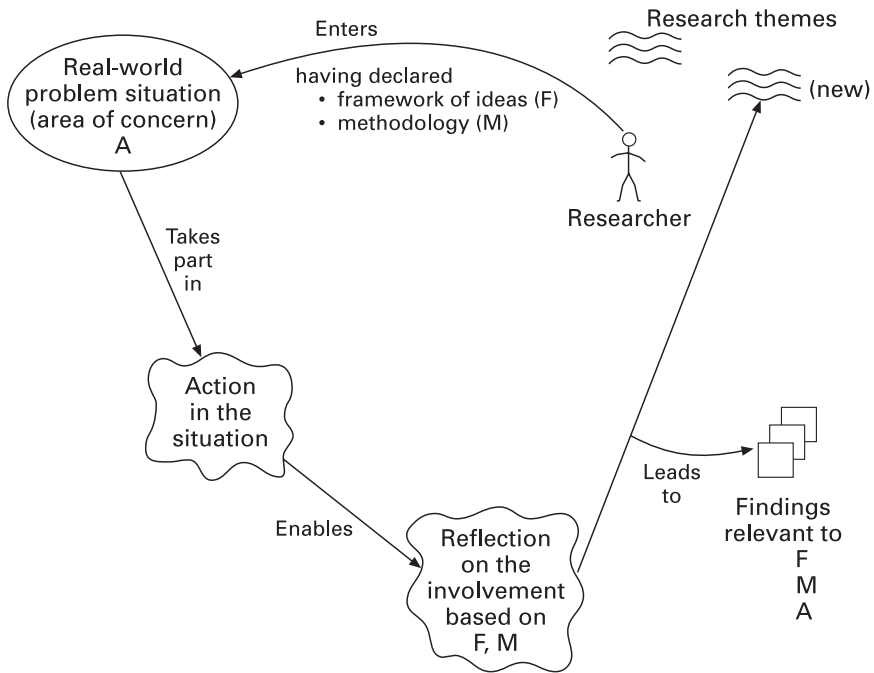 Enters
Research themes
having declared
• framework of ideas (F)
• methodology (M)
Real-world
problem situation
(area of concern)
A
(new)
Researcher
Takes
part
in
Action
in the
situation
Leads
to
Enables
Findings
relevant to
F
M
A
Reflection
on the
involvement
based on
F, M